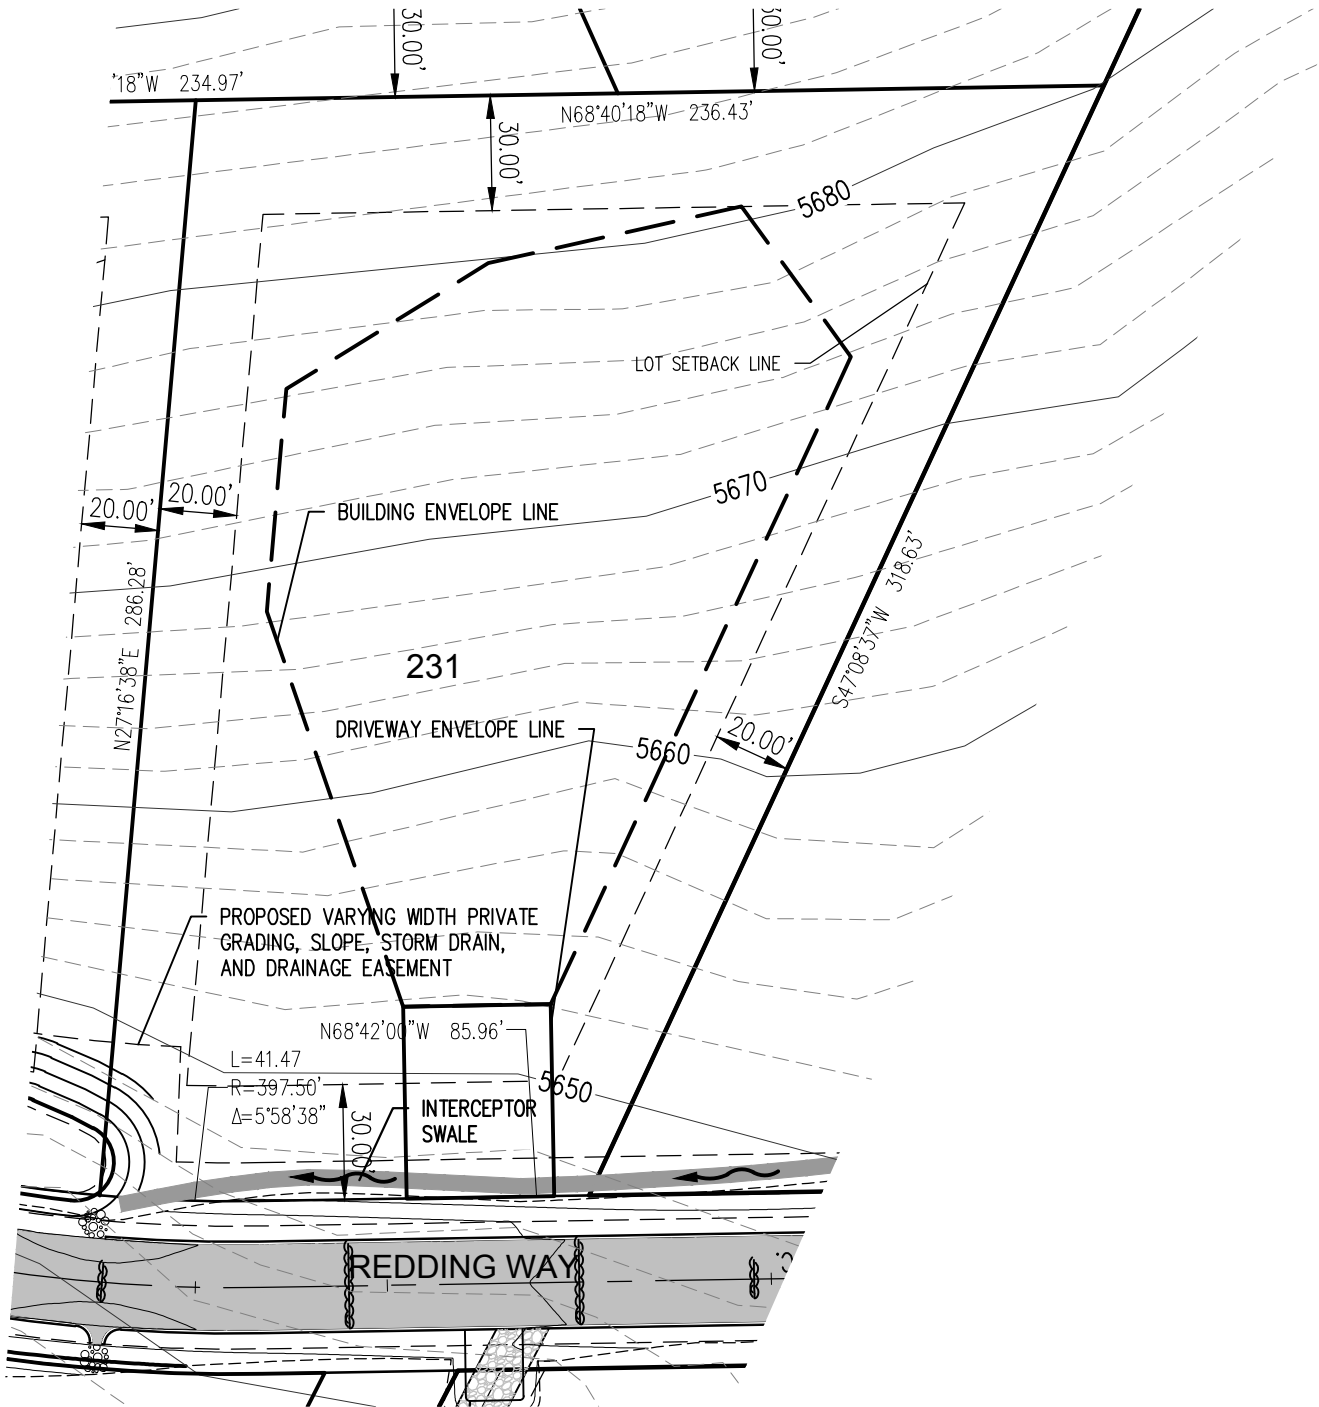 30.00'
30.00'
'18"W 234.97'
N68°40'18"W 236.43'
30.00'
5680
LOT SETBACK LINE
5670
20.00'
20.00'
BUILDING ENVELOPE LINE
N27°16'38"E 286.28'
S47°08'37"W 318.63'
231
DRIVEWAY ENVELOPE LINE
20.00'
5660
PROPOSED VARYING WIDTH PRIVATE
GRADING, SLOPE, STORM DRAIN,
AND DRAINAGE EASEMENT
N68°42'00"W 85.96'
L=41.47
R=397.50'
Δ=5°58'38"
5650
30.00'
INTERCEPTOR
SWALE
REDDING WAY